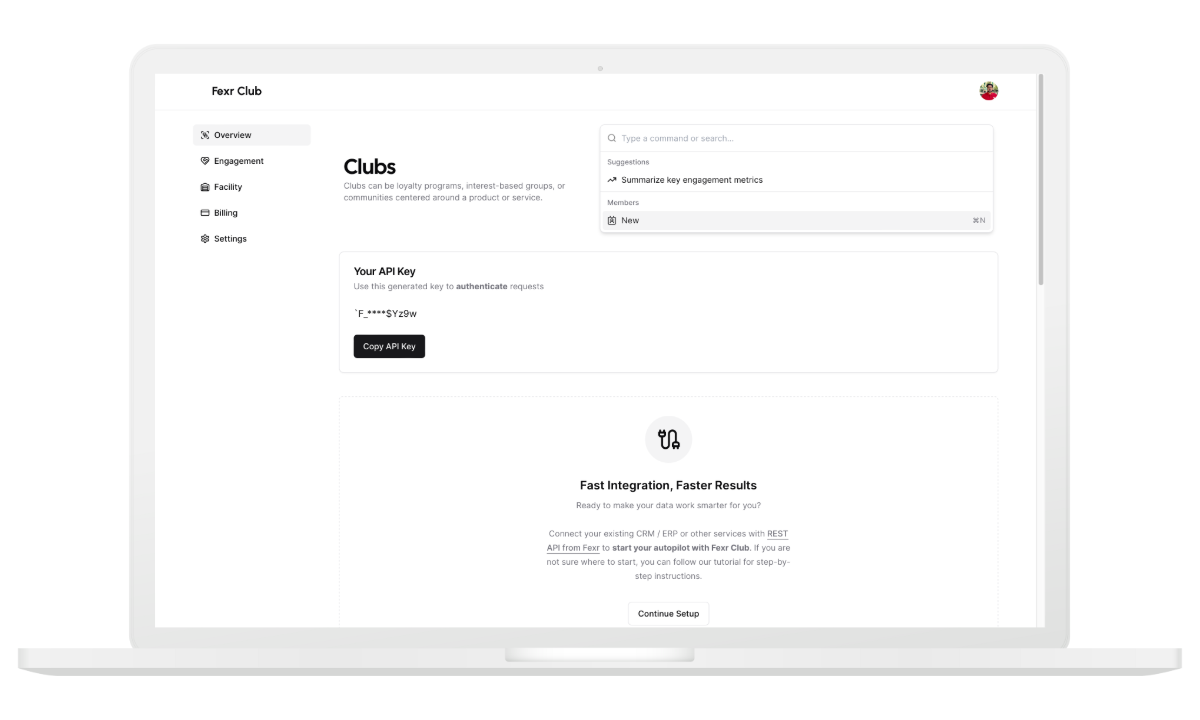 Fexr Club
Overview
Engagement
Facility
Billing
Settings
Clubs
Clubs can be loyalty programs, interest-based groups, or
communities centered around a product or service.
Type a command or search...
Suggestions
Summarize key engagement metrics
Members
New ⌘N
Your API Key
Use this generated key to authenticate requests
`F_****$Yz9w
Copy API Key
Fast Integration, Faster Results
Ready to make your data work smarter for you?
Connect your existing CRM / ERP or other services with REST
API from Fexr to start your autopilot with Fexr Club. If you are
not sure where to start, you can follow our tutorial for step-by-
step instructions.
Continue Setup